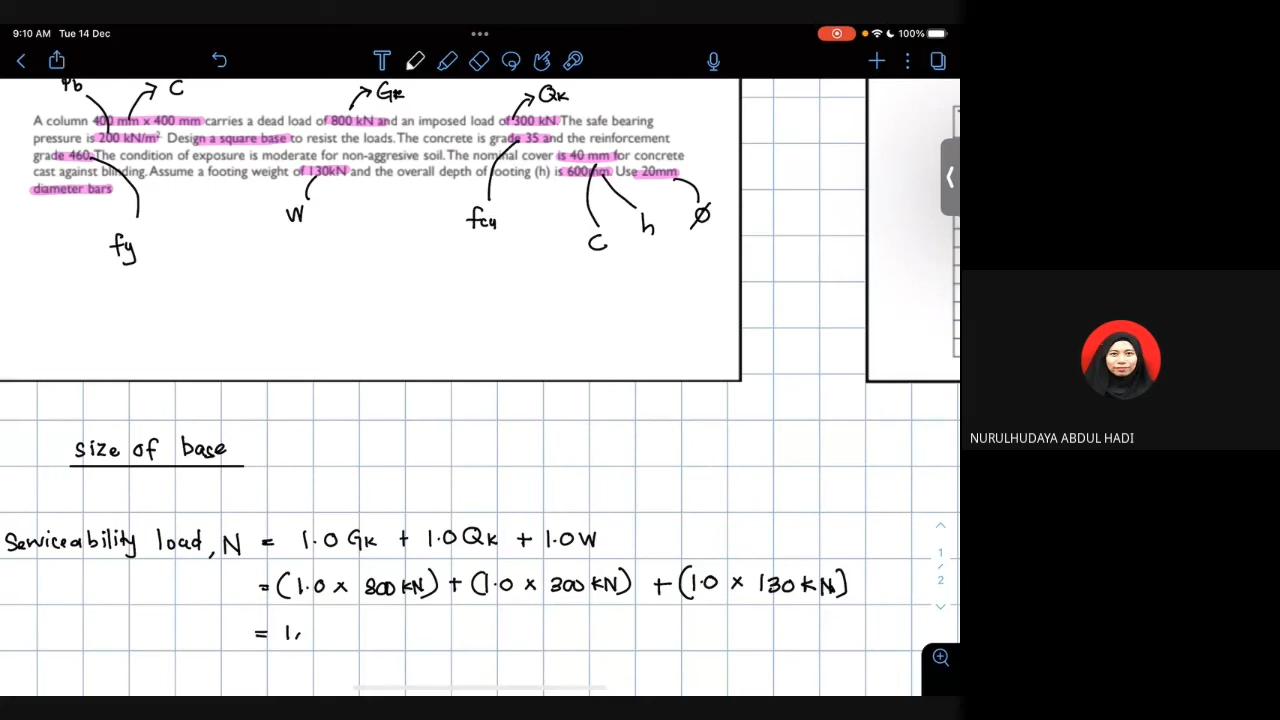 9:10 AM Tue 14 Dec
100%
Pb
C
GK
QK
A column 400 mm x 400 mm carries a dead load of 800 kN and an imposed load of 300 kN. The safe bearing
pressure is 200 kN/m². Design a square base to resist the loads. The concrete is grade 35 and the reinforcement
grade 460. The condition of exposure is moderate for non-aggresive soil. The nominal cover is 40 mm for concrete
cast against blinding. Assume a footing weight of 130kN and the overall depth of footing (h) is 600mm. Use 20mm
diameter bars
fy
W
fcu
C
h
Ø
size of base
Serviceability load, N = 1.0 GK + 1.0 QK + 1.0W
= (1.0 x 800 KN) + (1.0 x 300 KN) + (1.0 x 130 KN)
= 1,
1
/
2
NURULHUDAYA ABDUL HADI